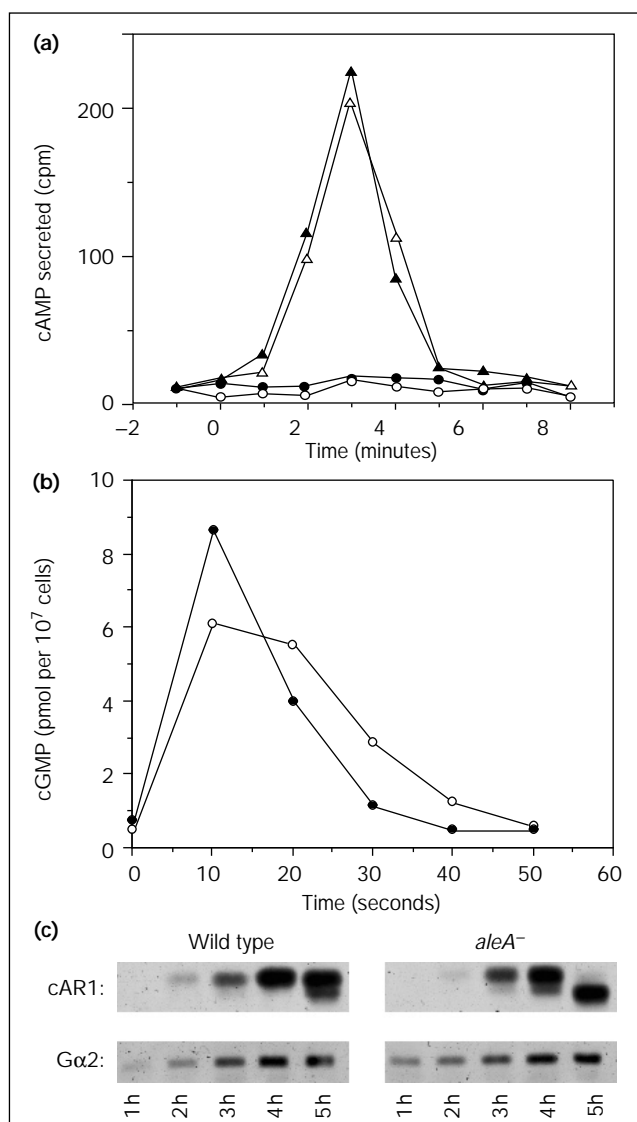 (a)
cAMP secreted (cpm)
200
100
0
−2 0 2 4 6 8
Time (minutes)
(b)
cGMP (pmol per 10⁷ cells)
10
8
6
4
2
0
0 10 20 30 40 50 60
Time (seconds)
(c)
Wild type aleA⁻
cAR1:
Gα2:
1h 2h 3h 4h 5h 1h 2h 3h 4h 5h